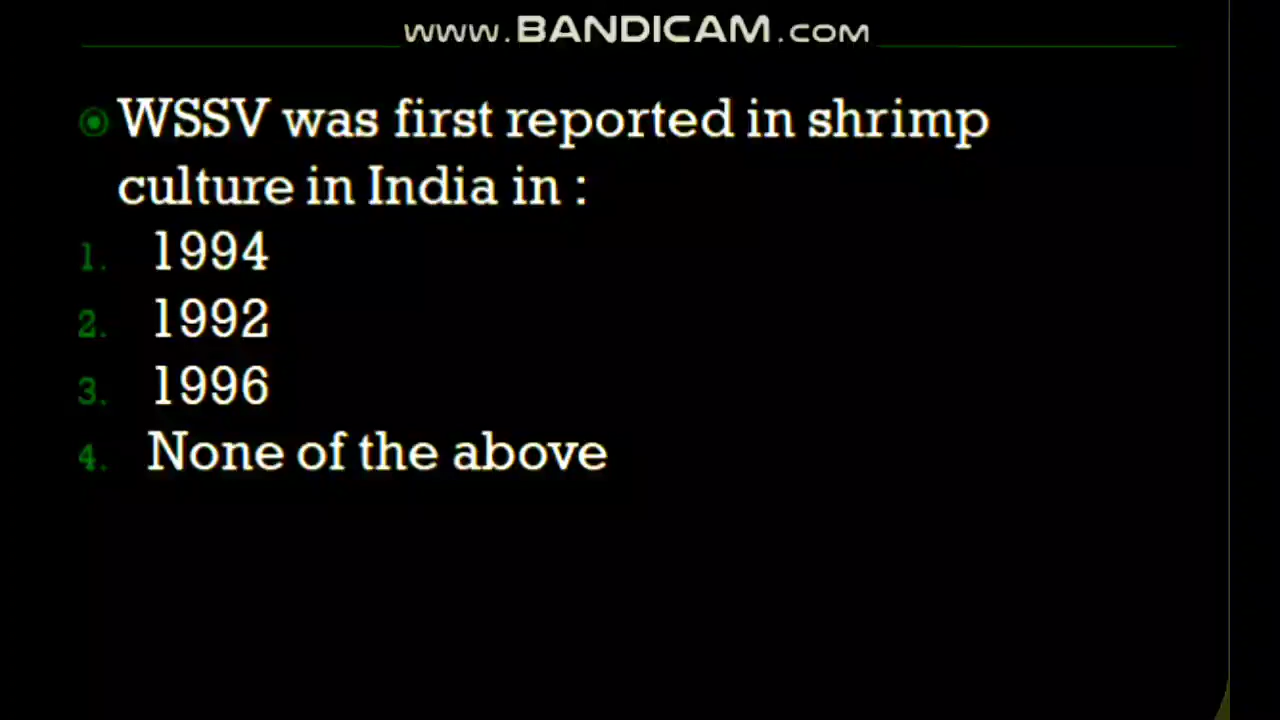 www.BANDICAM.com
WSSV was first reported in shrimp
culture in India in :
1. 1994
2. 1992
3. 1996
4. None of the above